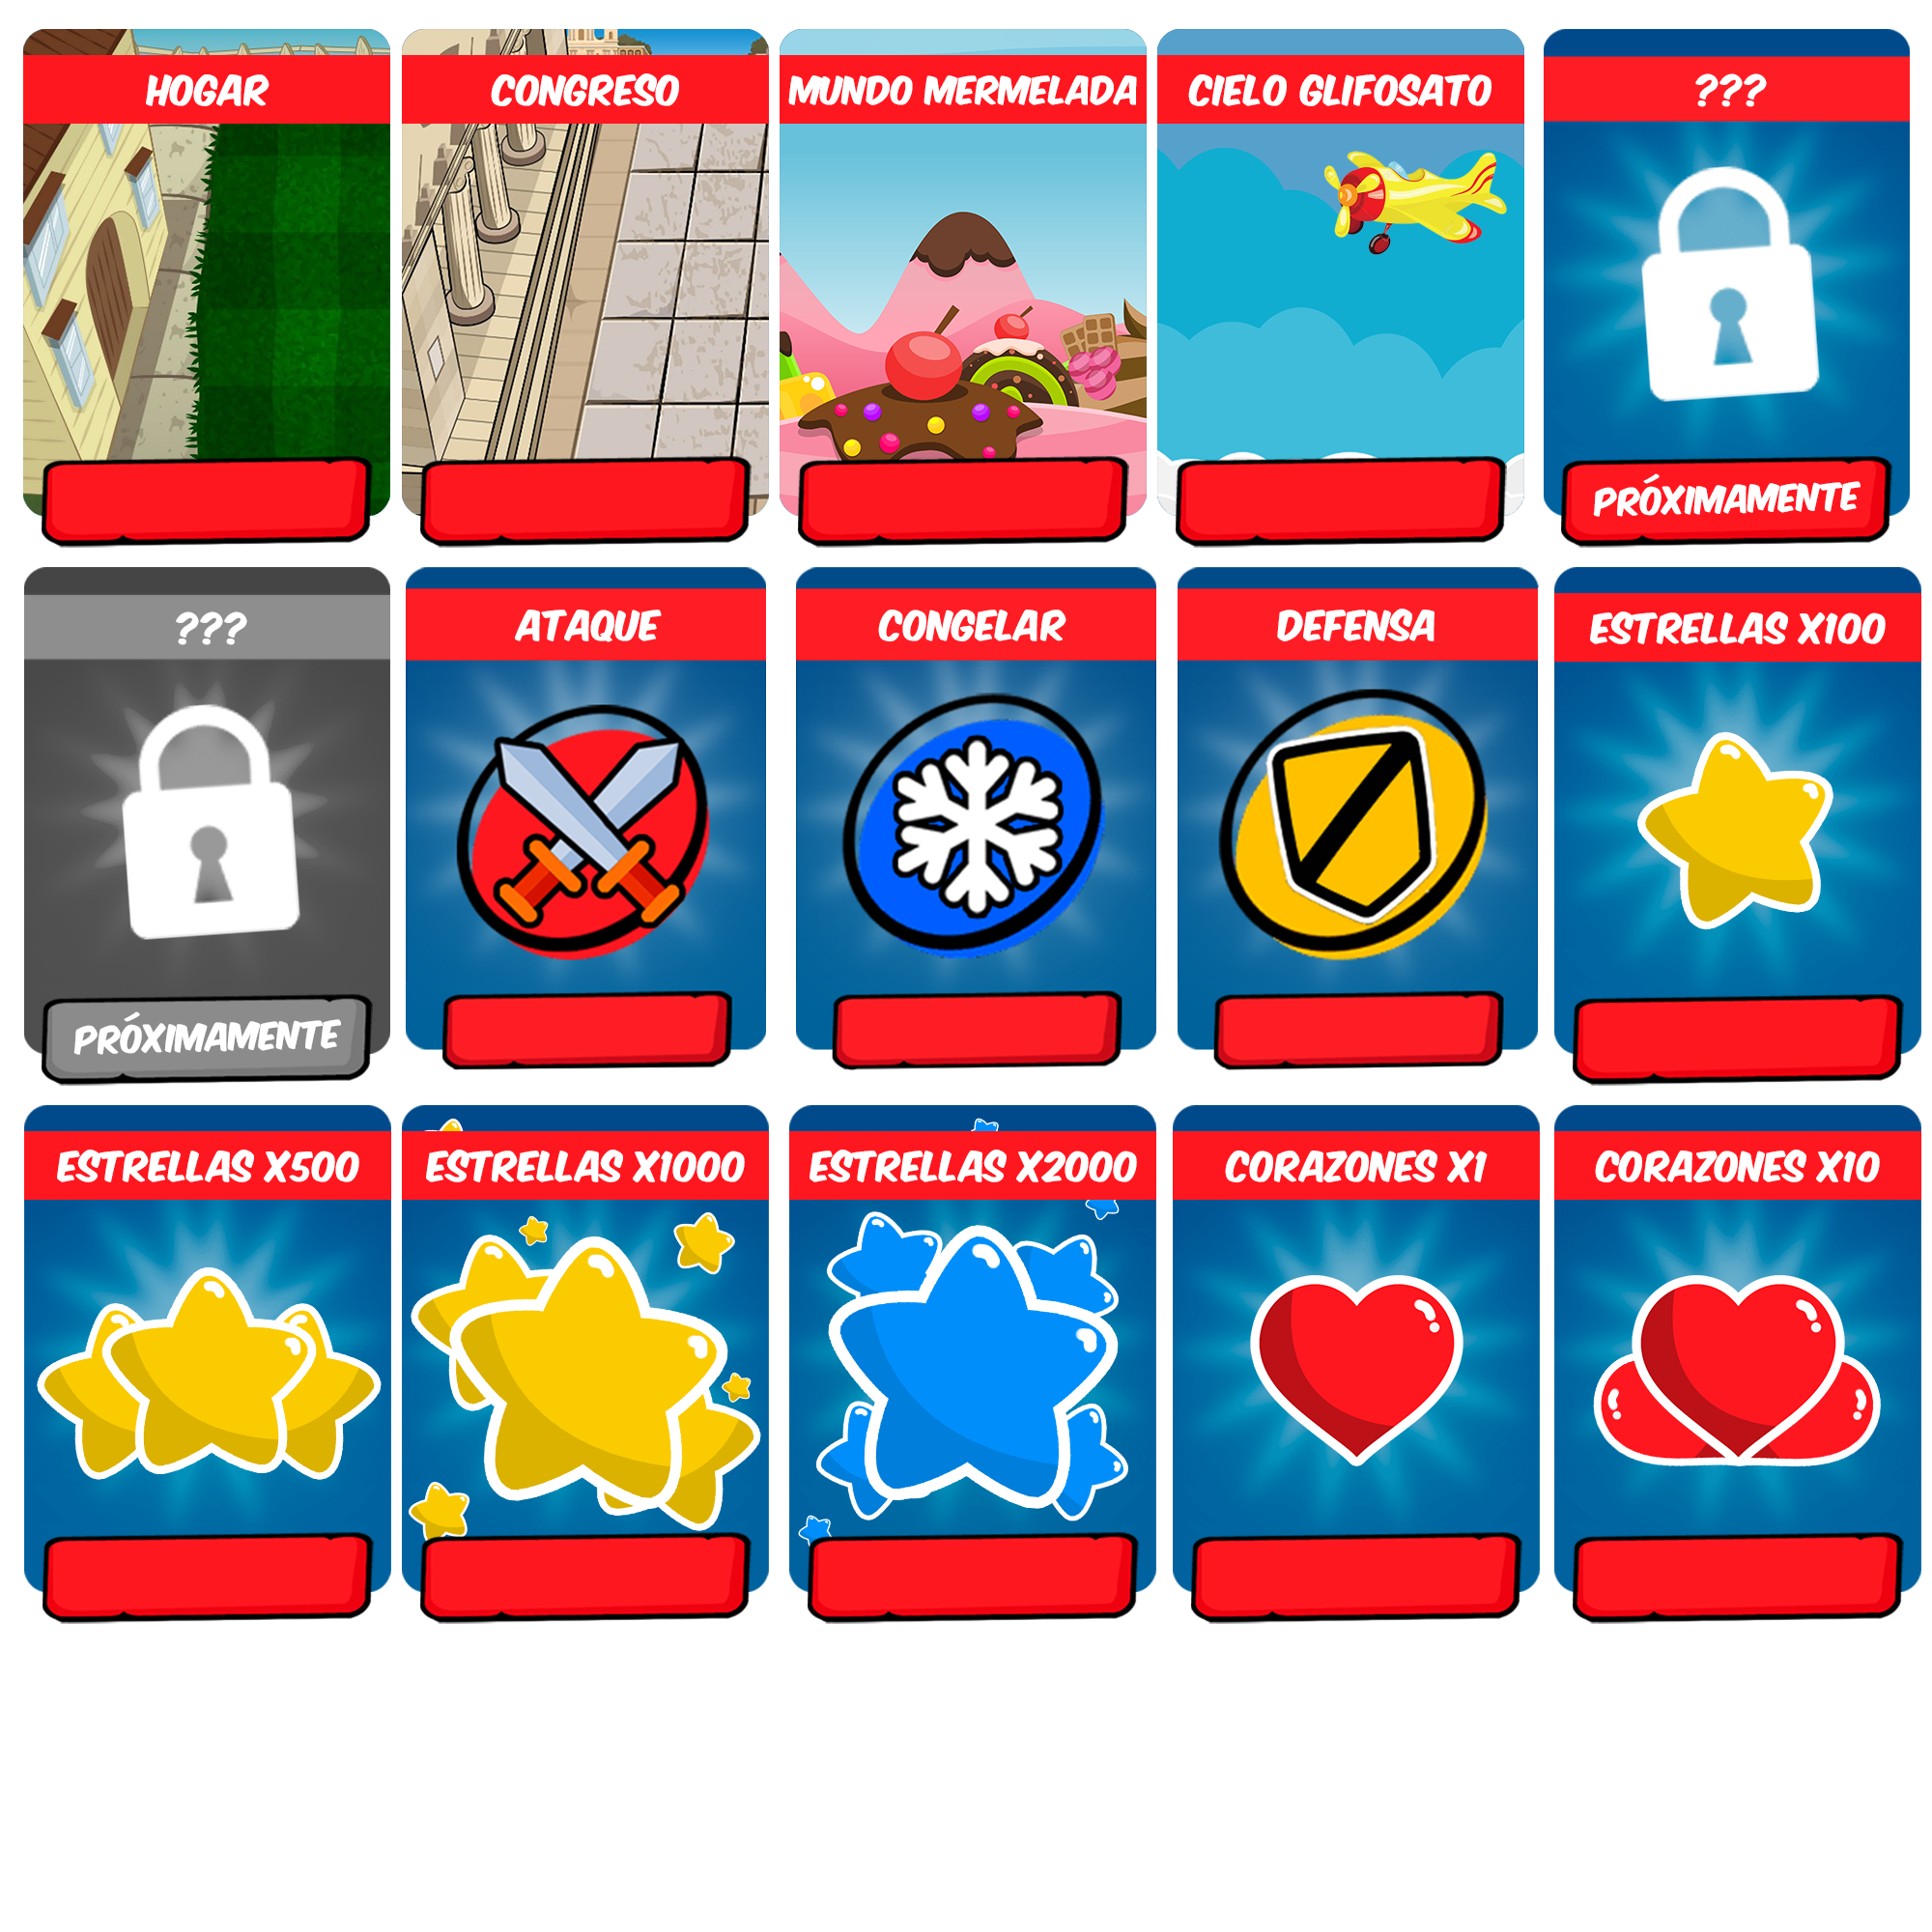 HOGAR
CONGRESO
MUNDO MERMELADA
CIELO GLIFOSATO
???
PRÓXIMAMENTE
???
ATAQUE
CONGELAR
DEFENSA
ESTRELLAS X100
PRÓXIMAMENTE
ESTRELLAS X500
ESTRELLAS X1000
ESTRELLAS X2000
CORAZONES X1
CORAZONES X10